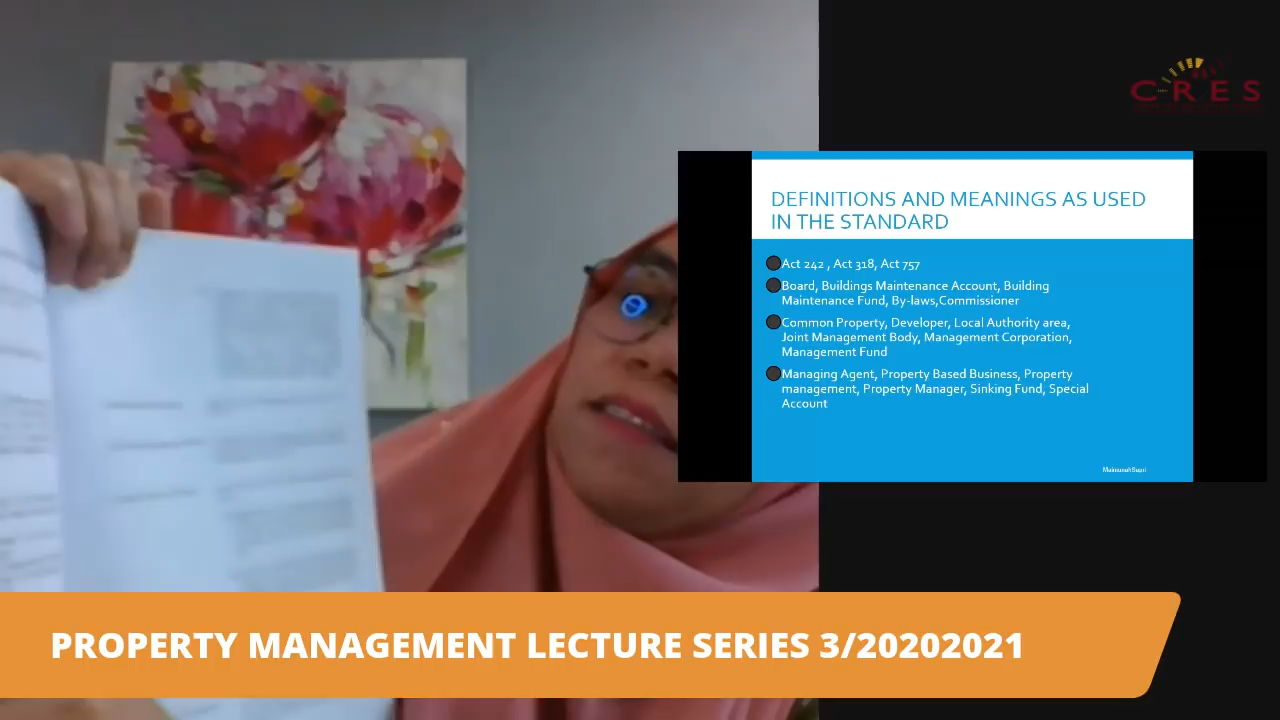 CRES
DEFINITIONS AND MEANINGS AS USED
IN THE STANDARD
Act 242 , Act 318, Act 757
Board, Buildings Maintenance Account, Building
Maintenance Fund, By-laws,Commissioner
Common Property, Developer, Local Authority area,
Joint Management Body, Management Corporation,
Management Fund
Managing Agent, Property Based Business, Property
management, Property Manager, Sinking Fund, Special
Account
MaimunahSapri
PROPERTY MANAGEMENT LECTURE SERIES 3/20202021